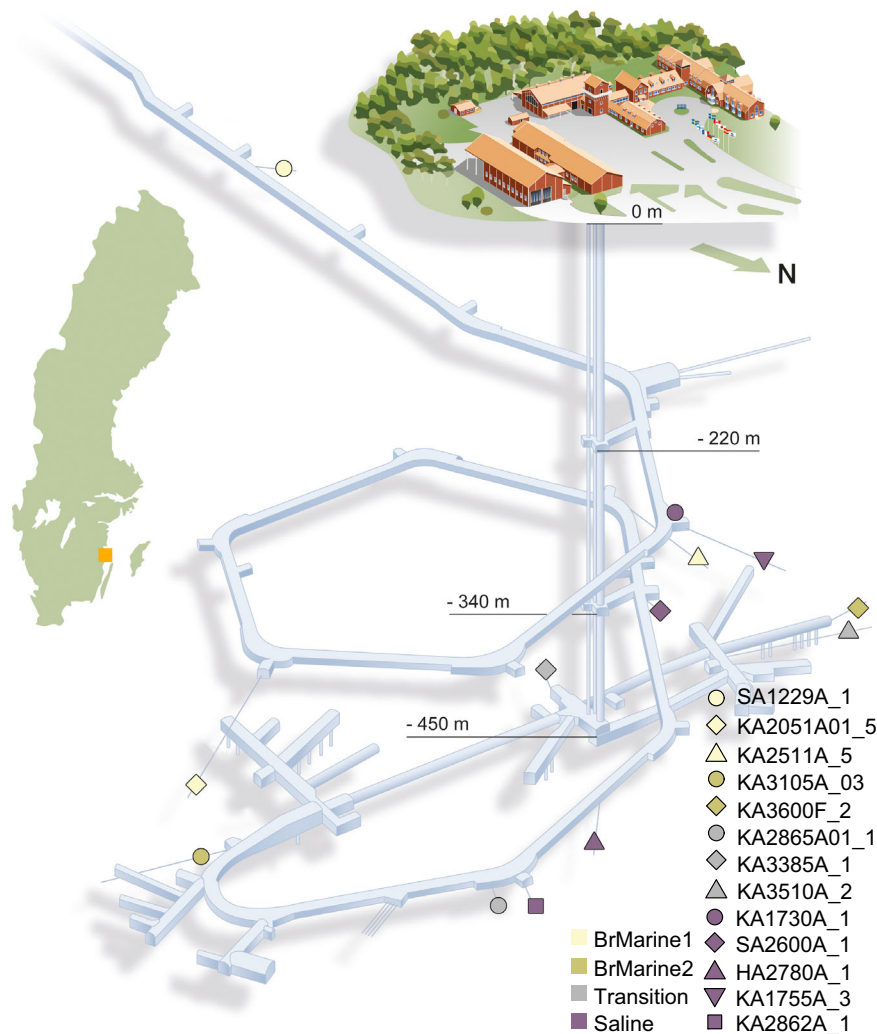 0 m
N
- 220 m
- 340 m
- 450 m
SA1229A_1
KA2051A01_5
KA2511A_5
KA3105A_03
KA3600F_2
KA2865A01_1
KA3385A_1
KA3510A_2
KA1730A_1
SA2600A_1
HA2780A_1
KA1755A_3
KA2862A_1
BrMarine1
BrMarine2
Transition
Saline